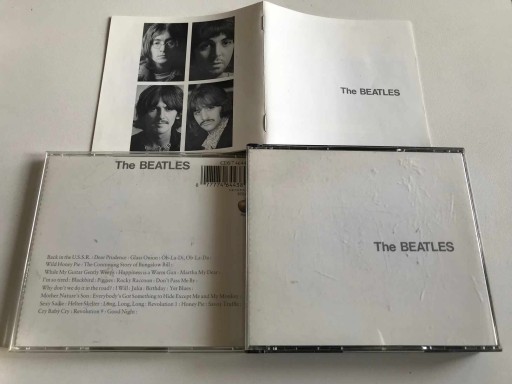 The BEATLES
The BEATLES
Back in the U.S.S.R. · Dear Prudence · Glass Onion · Ob-La-Di, Ob-La-Da ·
Wild Honey Pie · The Continuing Story of Bungalow Bill ·
While My Guitar Gently Weeps · Happiness is a Warm Gun · Martha My Dear ·
I'm so tired · Blackbird · Piggies · Rocky Raccoon · Don't Pass Me By ·
Why don't we do it in the road? · I Will · Julia · Birthday · Yer Blues ·
Mother Nature's Son · Everybody's Got Something to Hide Except Me and My Monkey ·
Sexy Sadie · Helter Skelter · Long, Long, Long · Revolution 1 · Honey Pie · Savoy Truffle ·
Cry Baby Cry · Revolution 9 · Good Night ·
The BEATLES